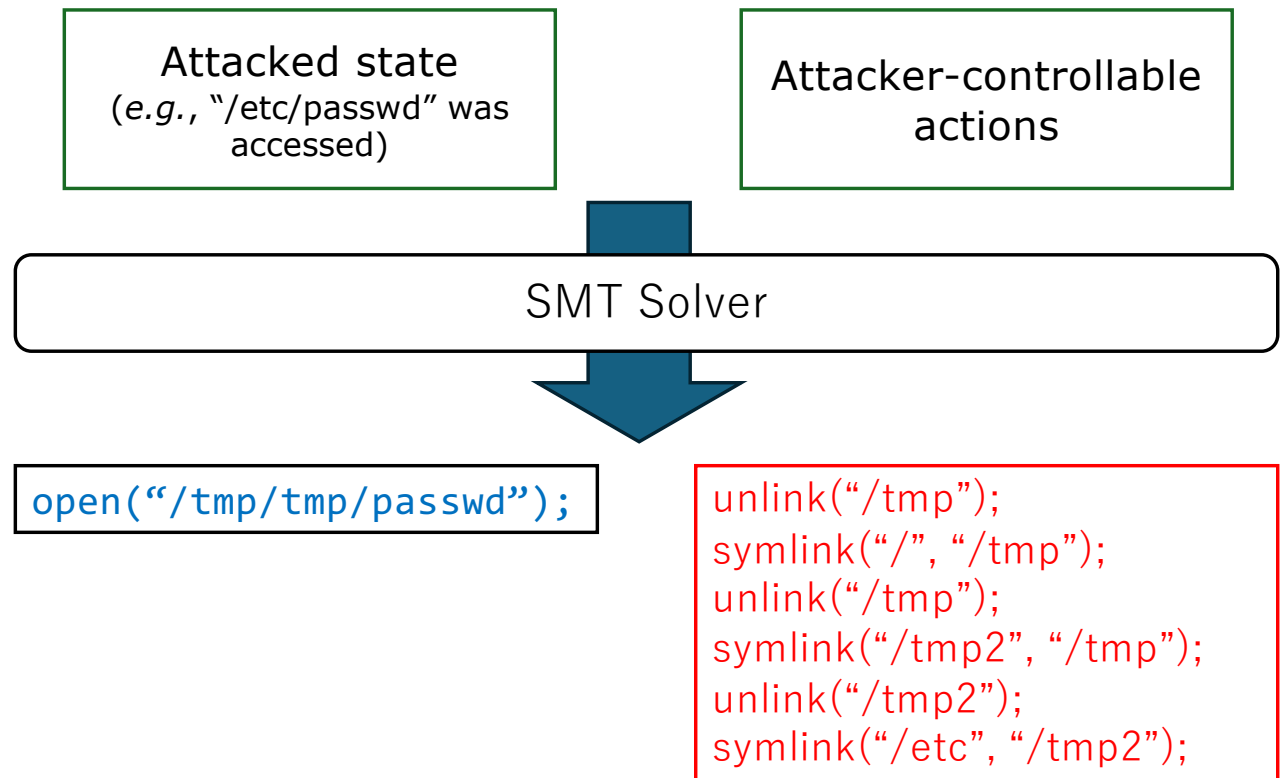 Attacked state
(e.g., “/etc/passwd” was
accessed)
Attacker-controllable
actions
SMT Solver
open(“/tmp/tmp/passwd”);
unlink(“/tmp”);
symlink(“/”, “/tmp”);
unlink(“/tmp”);
symlink(“/tmp2”, “/tmp”);
unlink(“/tmp2”);
symlink(“/etc”, “/tmp2”);